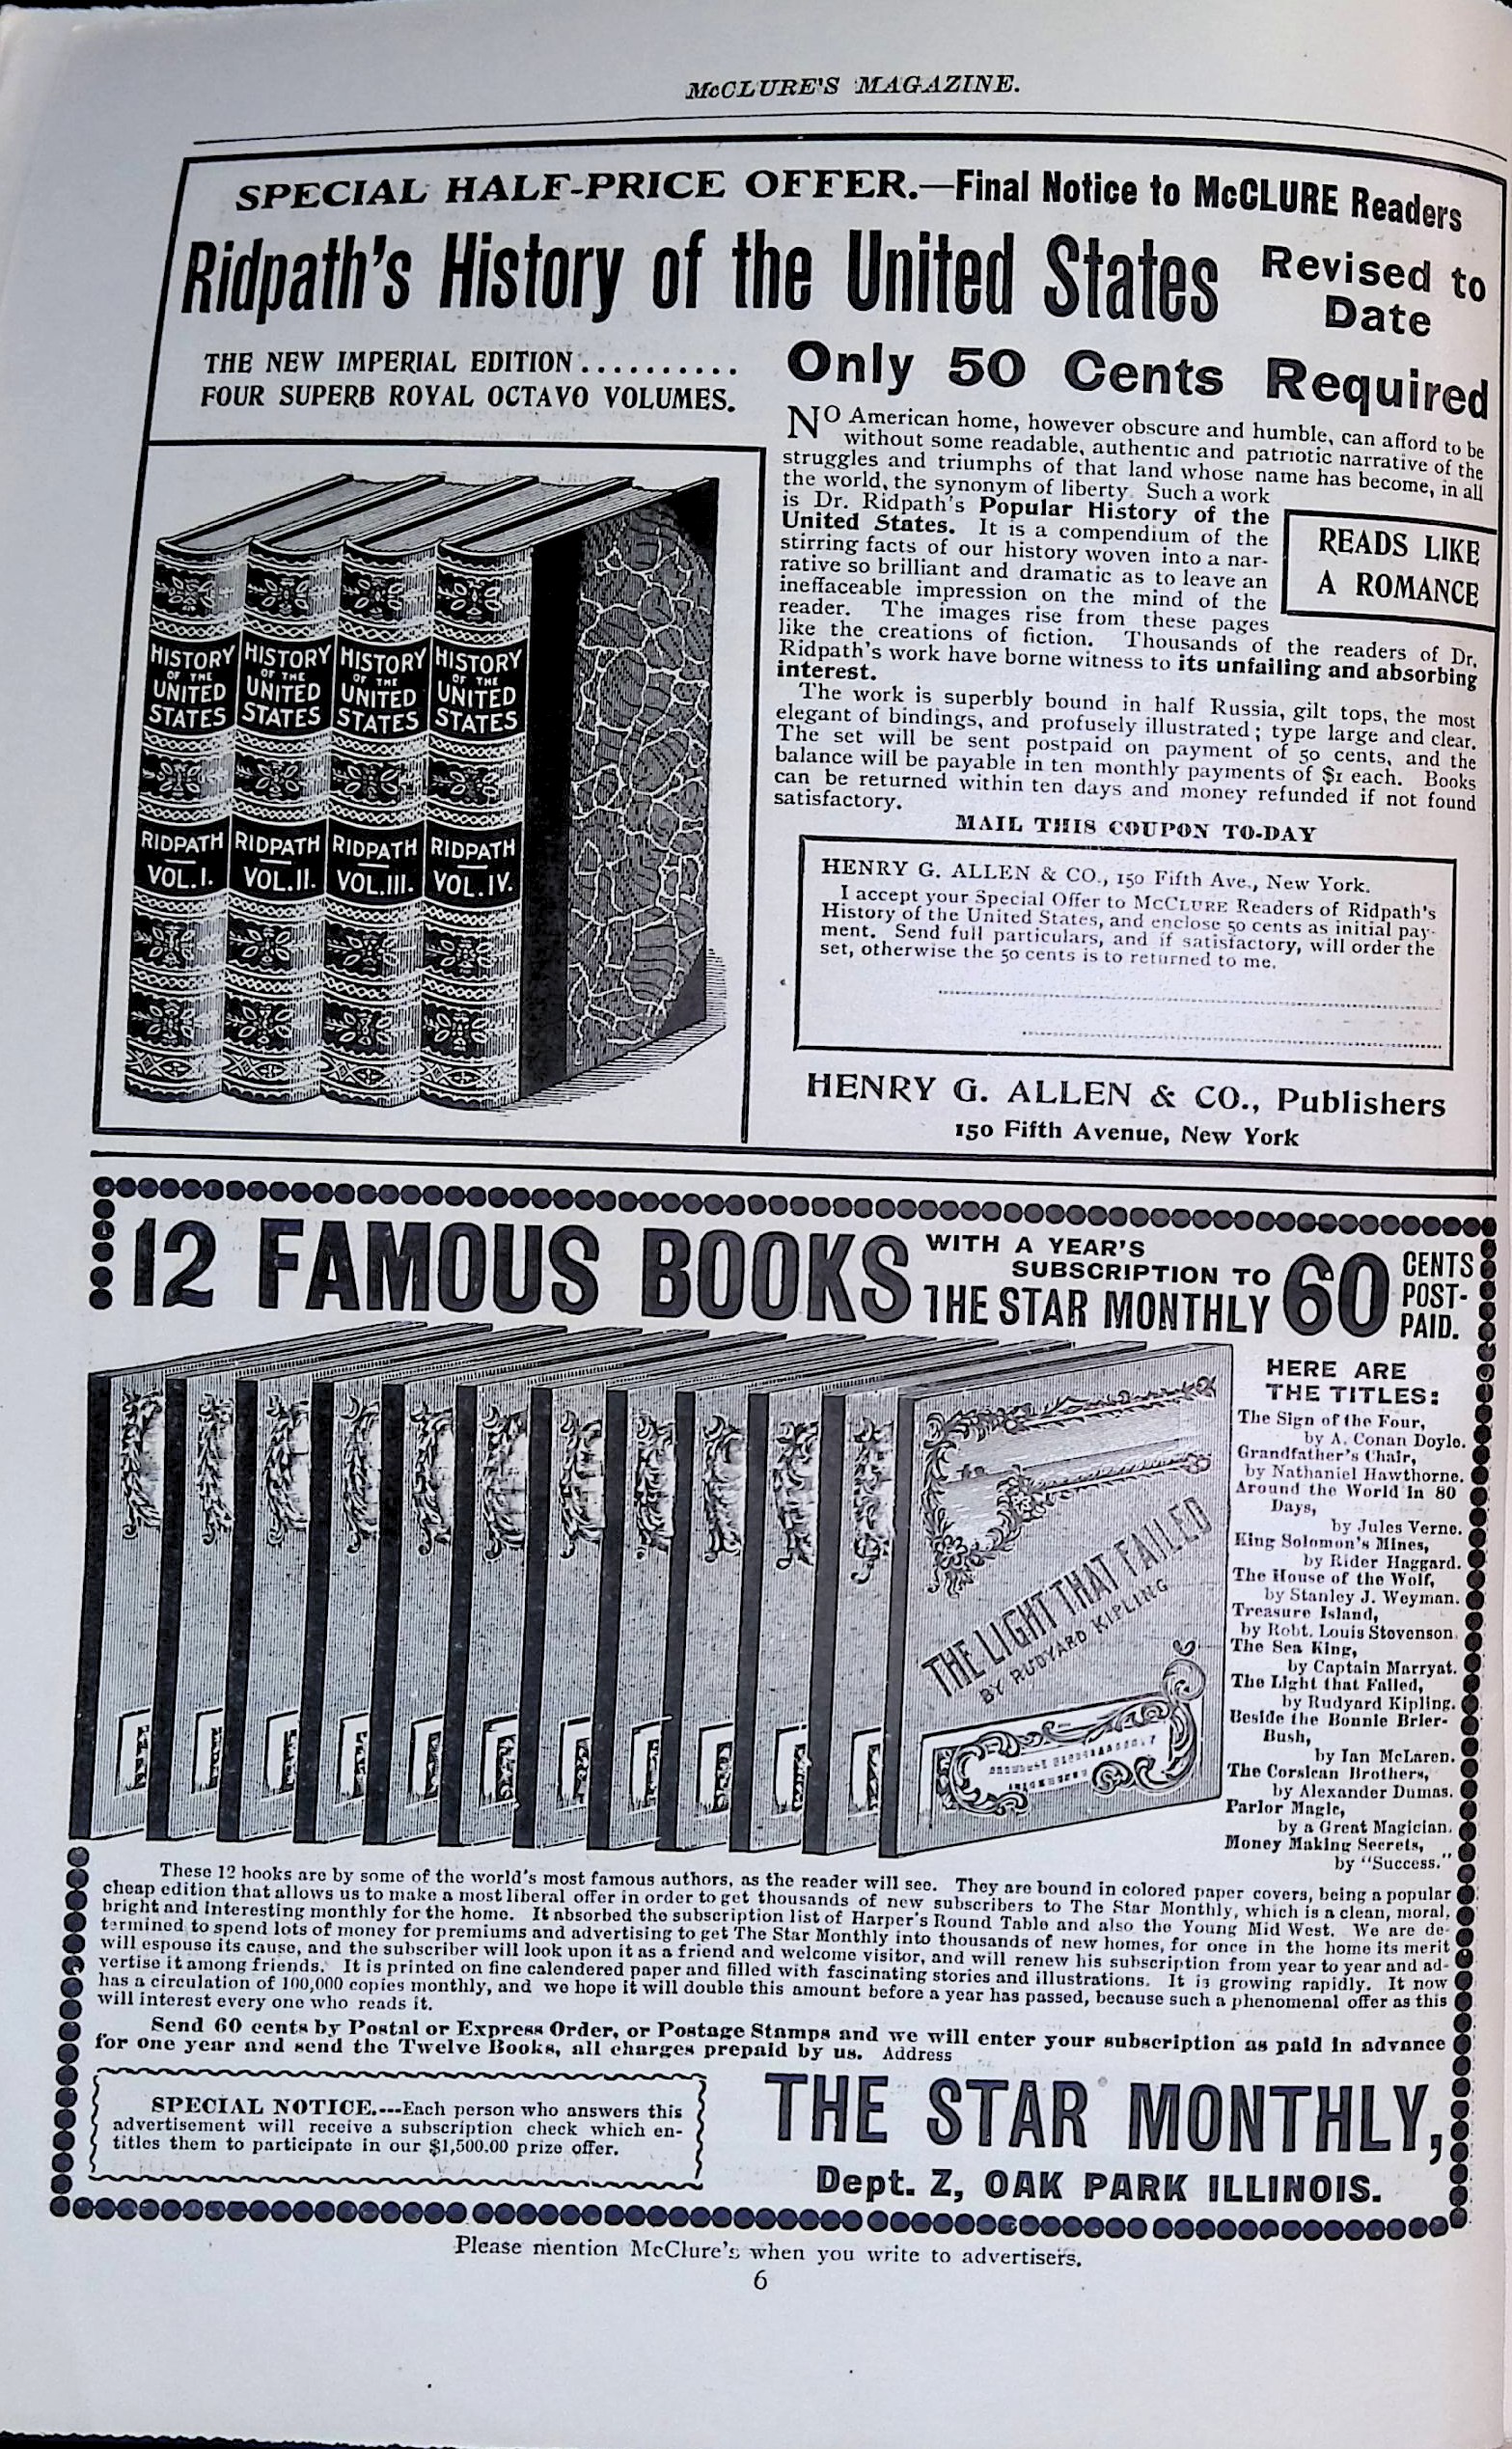 McCLURE'S MAGAZINE.
SPECIAL HALF-PRICE OFFER.—Final Notice to McCLURE Readers
Ridpath's History of the United States
Revised to
Date
THE NEW IMPERIAL EDITION..........
FOUR SUPERB ROYAL OCTAVO VOLUMES.
HISTORY
OF THE
UNITED
STATES
RIDPATH
VOL.I.
HISTORY
OF THE
UNITED
STATES
RIDPATH
VOL.II.
HISTORY
OF THE
UNITED
STATES
RIDPATH
VOL.III.
HISTORY
OF THE
UNITED
STATES
RIDPATH
VOL.IV.
Only 50 Cents Required
NO American home, however obscure and humble, can afford to be
without some readable, authentic and patriotic narrative of the
struggles and triumphs of that land whose name has become, in all
the world, the synonym of liberty. Such a work
is Dr. Ridpath's Popular History of the
United States. It is a compendium of the
stirring facts of our history woven into a nar-
rative so brilliant and dramatic as to leave an
ineffaceable impression on the mind of the
reader. The images rise from these pages
like the creations of fiction. Thousands of the readers of Dr.
Ridpath's work have borne witness to its unfailing and absorbing
interest.
READS LIKE
A ROMANCE
The work is superbly bound in half Russia, gilt tops, the most
elegant of bindings, and profusely illustrated; type large and clear.
The set will be sent postpaid on payment of 50 cents, and the
balance will be payable in ten monthly payments of $1 each. Books
can be returned within ten days and money refunded if not found
satisfactory.
MAIL THIS COUPON TO-DAY
HENRY G. ALLEN & CO., 150 Fifth Ave., New York.
I accept your Special Offer to McCLURE Readers of Ridpath's
History of the United States, and enclose 50 cents as initial pay-
ment. Send full particulars, and if satisfactory, will order the
set, otherwise the 50 cents is to returned to me.
HENRY G. ALLEN & CO., Publishers
150 Fifth Avenue, New York
12 FAMOUS BOOKS
WITH A YEAR'S
SUBSCRIPTION TO
THE STAR MONTHLY
60
CENTS
POST-
PAID.
THE LIGHT THAT FAILED
BY RUDYARD KIPLING
HERE ARE
THE TITLES:
The Sign of the Four,
by A. Conan Doyle.
Grandfather's Chair,
by Nathaniel Hawthorne.
Around the World in 80
Days,
by Jules Verne.
King Solomon's Mines,
by Rider Haggard.
The House of the Wolf,
by Stanley J. Weyman.
Treasure Island,
by Robt. Louis Stevenson.
The Sea King,
by Captain Marryat.
The Light that Failed,
by Rudyard Kipling.
Beside the Bonnie Brier-
Bush,
by Ian McLaren.
The Corsican Brothers,
by Alexander Dumas.
Parlor Magic,
by a Great Magician.
Money Making Secrets,
by "Success."
These 12 books are by some of the world's most famous authors, as the reader will see. They are bound in colored paper covers, being a popular
cheap edition that allows us to make a most liberal offer in order to get thousands of new subscribers to The Star Monthly, which is a clean, moral,
bright and interesting monthly for the home. It absorbed the subscription list of Harper's Round Table and also the Young Mid West. We are de-
termined to spend lots of money for premiums and advertising to get The Star Monthly into thousands of new homes, for once in the home its merit
will espouse its cause, and the subscriber will look upon it as a friend and welcome visitor, and will renew his subscription from year to year and ad-
vertise it among friends. It is printed on fine calendered paper and filled with fascinating stories and illustrations. It is growing rapidly. It now
has a circulation of 100,000 copies monthly, and we hope it will double this amount before a year has passed, because such a phenomenal offer as this
will interest every one who reads it.
Send 60 cents by Postal or Express Order, or Postage Stamps and we will enter your subscription as paid in advance
for one year and send the Twelve Books, all charges prepaid by us. Address
SPECIAL NOTICE.---Each person who answers this
advertisement will receive a subscription check which en-
titles them to participate in our $1,500.00 prize offer.
THE STAR MONTHLY,
Dept. Z, OAK PARK ILLINOIS.
Please mention McClure's when you write to advertisers.
6